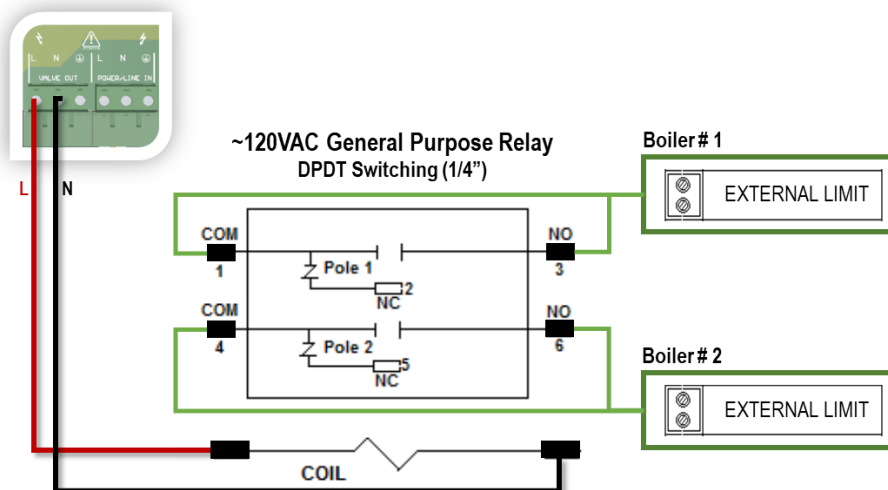 L N L N
VALVE OUT POWER/LINE IN
L N
~120VAC General Purpose Relay
DPDT Switching (1/4”)
Boiler # 1
EXTERNAL LIMIT
COM
1
Pole 1
2
NC
NO
3
COM
4
Pole 2
5
NC
NO
6
Boiler # 2
EXTERNAL LIMIT
COIL